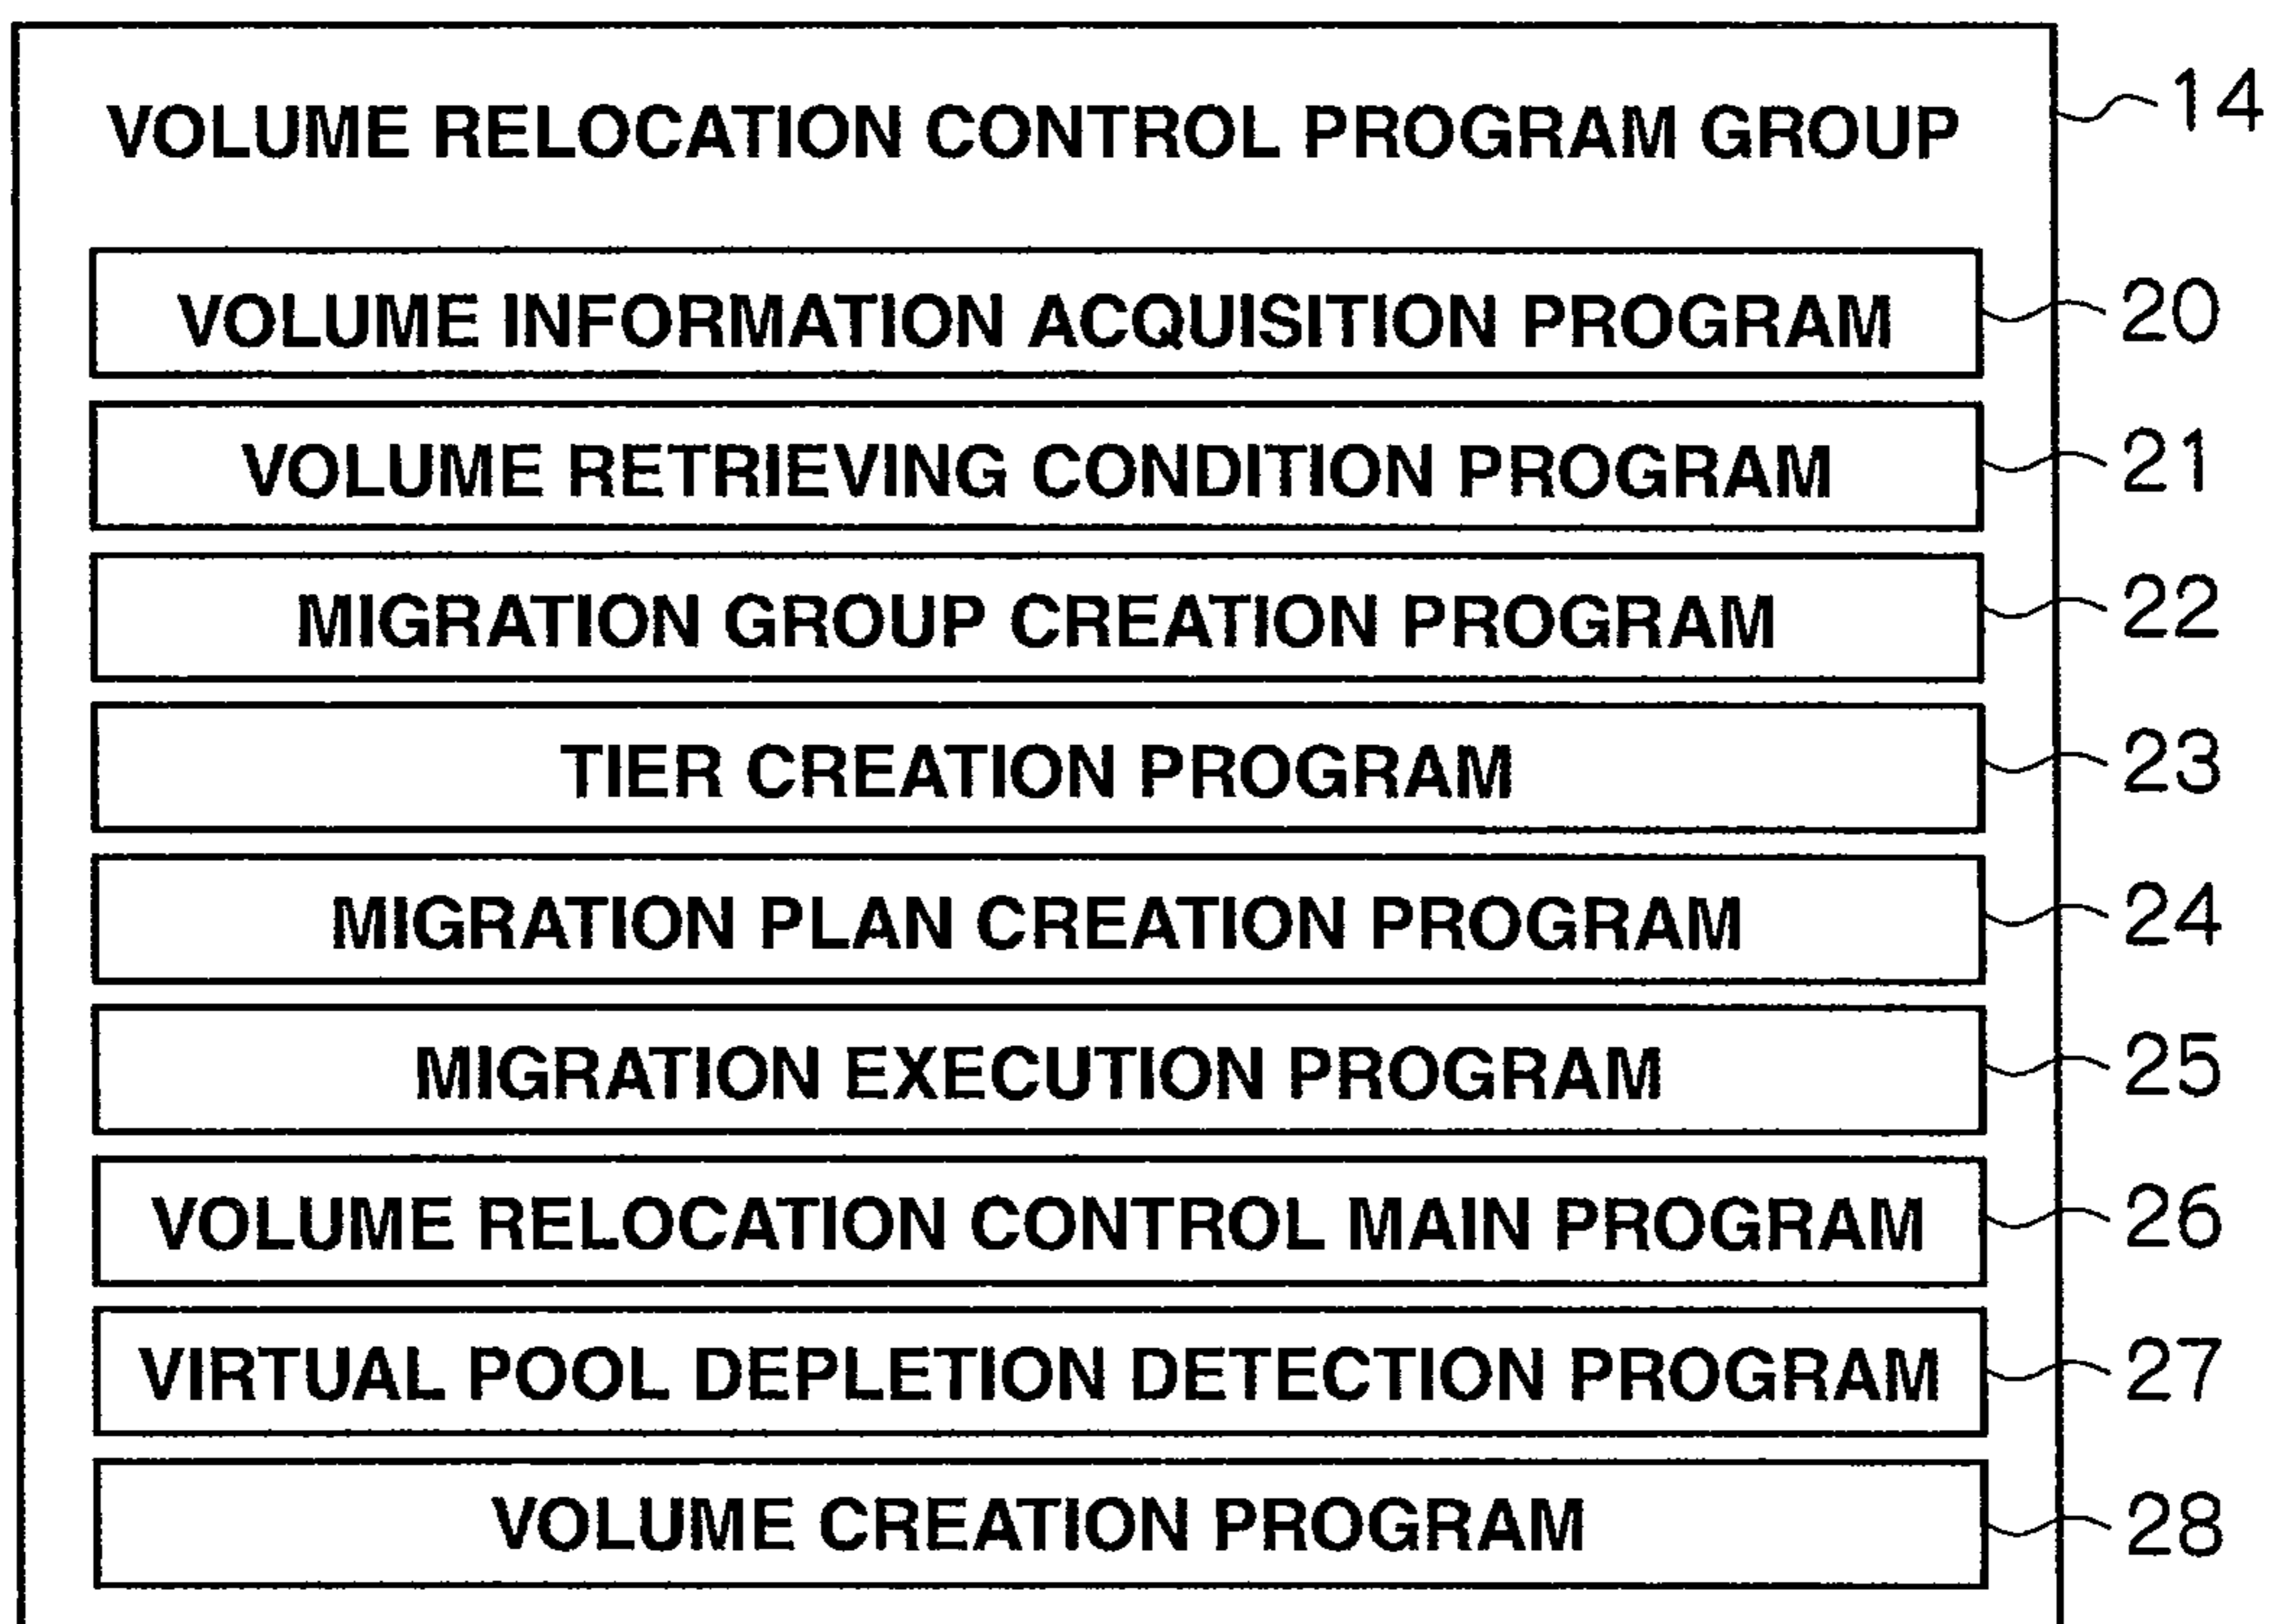 VOLUME RELOCATION CONTROL PROGRAM GROUP 14
VOLUME INFORMATION ACQUISITION PROGRAM 20
VOLUME RETRIEVING CONDITION PROGRAM 21
MIGRATION GROUP CREATION PROGRAM 22
TIER CREATION PROGRAM 23
MIGRATION PLAN CREATION PROGRAM 24
MIGRATION EXECUTION PROGRAM 25
VOLUME RELOCATION CONTROL MAIN PROGRAM 26
VIRTUAL POOL DEPLETION DETECTION PROGRAM 27
VOLUME CREATION PROGRAM 28